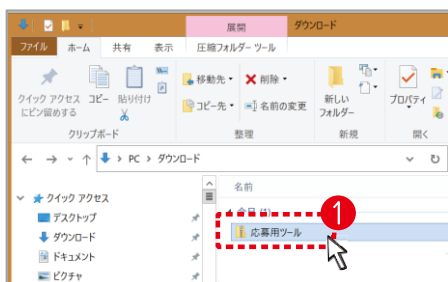 展開 ダウンロード
ファイル ホーム 共有 表示 圧縮フォルダー ツール
クイック アクセス
にピン留めする
コピー 貼り付け
クリップボード
移動先 削除
コピー先 名前の変更
整理
新しい
フォルダー
新規
プロパティ
開く
PC > ダウンロード
クイック アクセス
デスクトップ
ダウンロード
ドキュメント
ピクチャ
名前
今日 (1)
1
応募用ツール